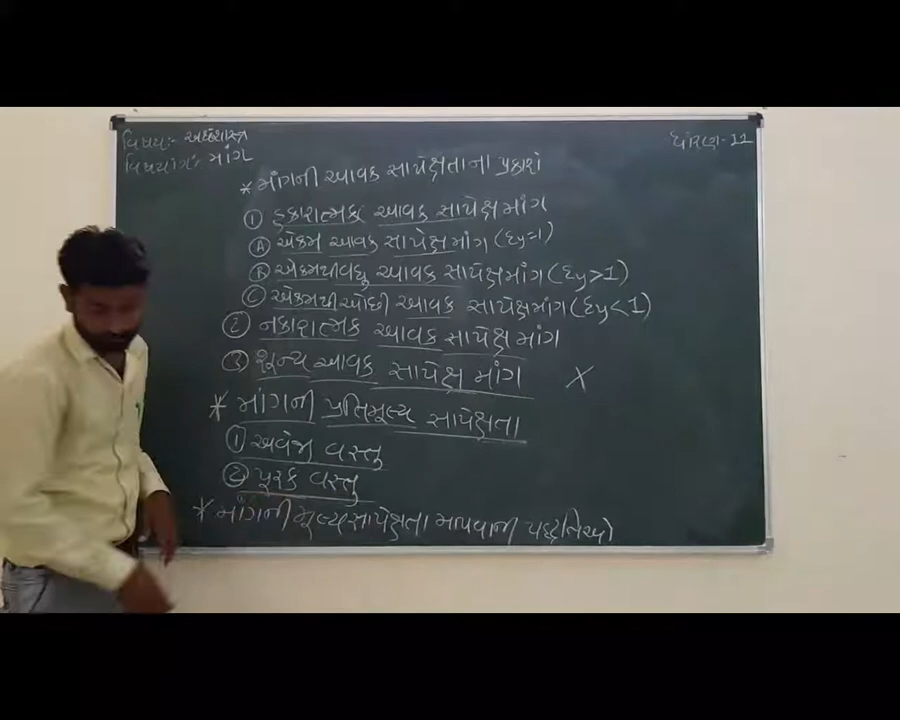 વિષય:- અર્થશાસ્ત્ર
ધોરણ-11
વિષયાંગ:- માંગ
* માંગની આવક સાપેક્ષતાના પ્રકારો
① હકારાત્મક આવક સાપેક્ષ માંગ
Ⓐ એકમ આવક સાપેક્ષ માંગ (Ey=1)
Ⓑ એકમથી વધુ આવક સાપેક્ષ માંગ (Ey>1)
Ⓒ એકમથી ઓછી આવક સાપેક્ષ માંગ (Ey<1)
② નકારાત્મક આવક સાપેક્ષ માંગ
③ શૂન્ય આવક સાપેક્ષ માંગ X
* માંગની પ્રતિમૂલ્ય સાપેક્ષતા
① અવેજી વસ્તુ
② પૂરક વસ્તુ
* માંગની મૂલ્ય સાપેક્ષતા માપવાની પદ્ધતિઓ